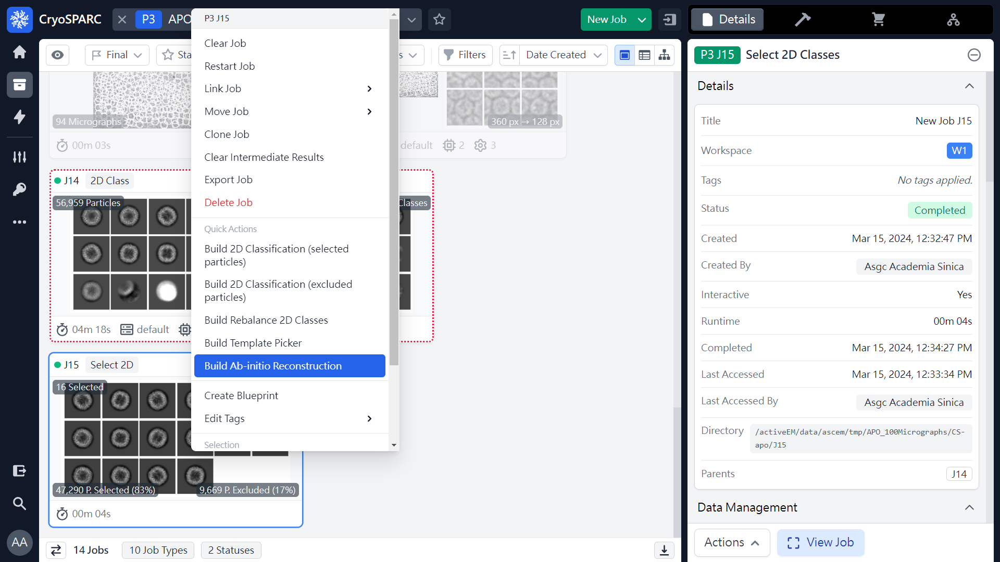 CryoSPARC
P3
APO
New Job
Details
Final
Sta
s
Filters
Date Created
94 Micrographs
00m 03s
360 px → 128 px
default
2
3
P3 J15
Clear Job
Restart Job
Link Job
Move Job
Clone Job
Clear Intermediate Results
Export Job
Delete Job
Quick Actions
Build 2D Classification (selected
particles)
Build 2D Classification (excluded
particles)
Build Rebalance 2D Classes
Build Template Picker
Build Ab-initio Reconstruction
Create Blueprint
Edit Tags
Selection
J14
2D Class
56,959 Particles
Classes
04m 18s
default
J15
Select 2D
16 Selected
47,290 P. Selected (83%)
9,669 P. Excluded (17%)
00m 04s
14 Jobs
10 Job Types
2 Statuses
AA
P3 J15
Select 2D Classes
Details
Title
New Job J15
Workspace
W1
Tags
No tags applied.
Status
Completed
Created
Mar 15, 2024, 12:32:47 PM
Created By
Asgc Academia Sinica
Interactive
Yes
Runtime
00m 04s
Completed
Mar 15, 2024, 12:34:27 PM
Last Accessed
Mar 15, 2024, 12:33:34 PM
Last Accessed By
Asgc Academia Sinica
Directory
/activeEM/data/ascem/tmp/APO_100Micrographs/CS-
apo/J15
Parents
J14
Data Management
Actions
View Job